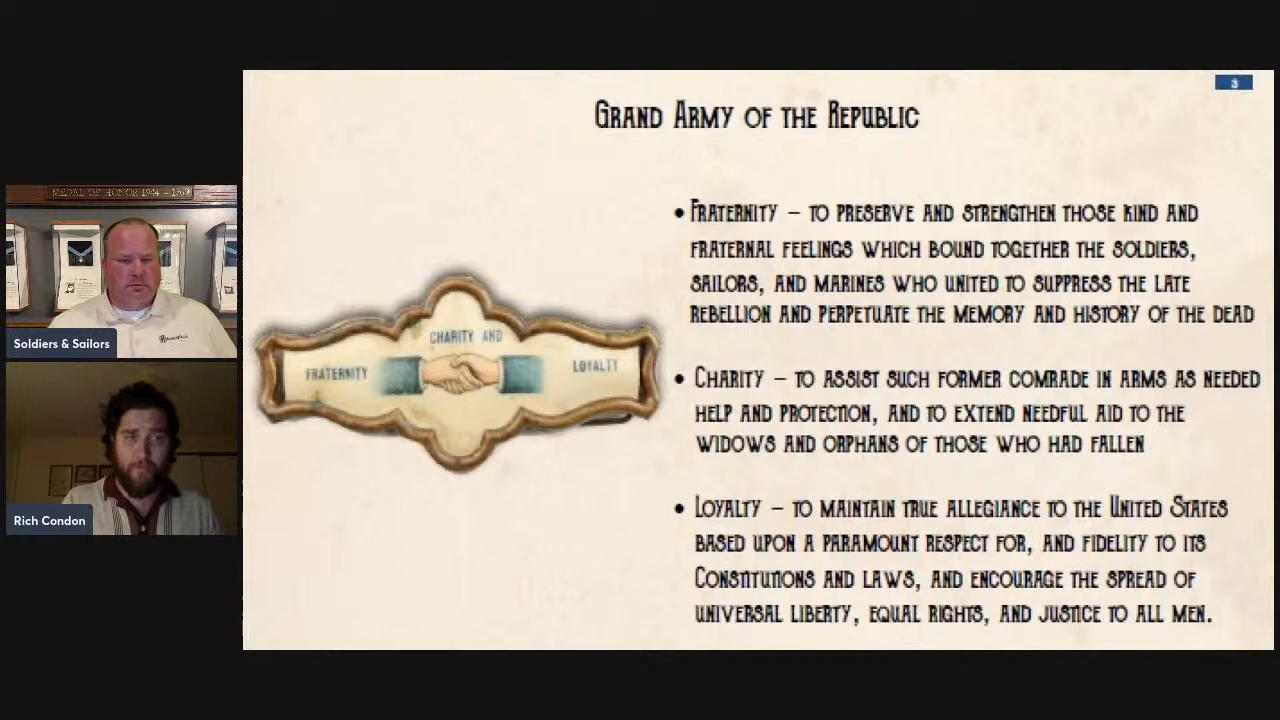 3
GRAND ARMY OF THE REPUBLIC
MEDAL OF HONOR 1944 – 1969
Soldiers & Sailors
Rich Condon
CHARITY AND
FRATERNITY
LOYALTY
• FRATERNITY – TO PRESERVE AND STRENGTHEN THOSE KIND AND
FRATERNAL FEELINGS WHICH BOUND TOGETHER THE SOLDIERS,
SAILORS, AND MARINES WHO UNITED TO SUPPRESS THE LATE
REBELLION AND PERPETUATE THE MEMORY AND HISTORY OF THE DEAD
• CHARITY – TO ASSIST SUCH FORMER COMRADE IN ARMS AS NEEDED
HELP AND PROTECTION, AND TO EXTEND NEEDFUL AID TO THE
WIDOWS AND ORPHANS OF THOSE WHO HAD FALLEN
• LOYALTY – TO MAINTAIN TRUE ALLEGIANCE TO THE UNITED STATES
BASED UPON A PARAMOUNT RESPECT FOR, AND FIDELITY TO ITS
CONSTITUTIONS AND LAWS, AND ENCOURAGE THE SPREAD OF
UNIVERSAL LIBERTY, EQUAL RIGHTS, AND JUSTICE TO ALL MEN.